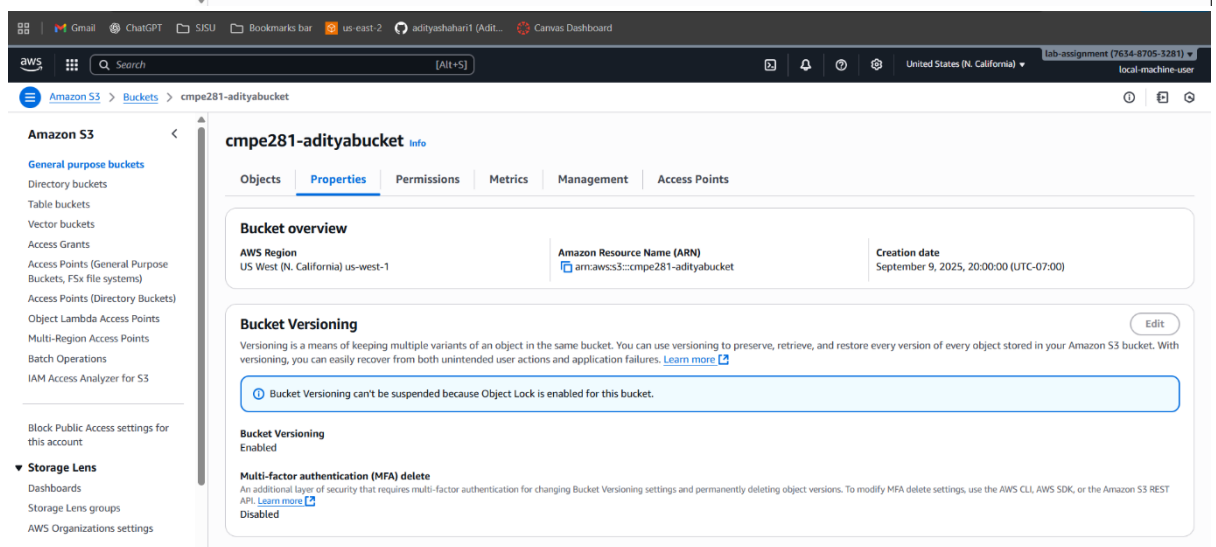 Gmail ChatGPT SJSU Bookmarks bar us-east-2 adityashahari1 (Adit... Canvas Dashboard
aws Search [Alt+S] United States (N. California) lab-assignment (7634-8705-3281)
local-machine-user
Amazon S3 > Buckets > cmpe281-adityabucket
Amazon S3
General purpose buckets
Directory buckets
Table buckets
Vector buckets
Access Grants
Access Points (General Purpose
Buckets, FSx file systems)
Access Points (Directory Buckets)
Object Lambda Access Points
Multi-Region Access Points
Batch Operations
IAM Access Analyzer for S3
Block Public Access settings for
this account
Storage Lens
Dashboards
Storage Lens groups
AWS Organizations settings
cmpe281-adityabucket Info
Objects Properties Permissions Metrics Management Access Points
Bucket overview
AWS Region
US West (N. California) us-west-1
Amazon Resource Name (ARN)
arn:aws:s3:::cmpe281-adityabucket
Creation date
September 9, 2025, 20:00:00 (UTC-07:00)
Bucket Versioning
Edit
Versioning is a means of keeping multiple variants of an object in the same bucket. You can use versioning to preserve, retrieve, and restore every version of every object stored in your Amazon S3 bucket. With
versioning, you can easily recover from both unintended user actions and application failures. Learn more
Bucket Versioning can't be suspended because Object Lock is enabled for this bucket.
Bucket Versioning
Enabled
Multi-factor authentication (MFA) delete
An additional layer of security that requires multi-factor authentication for changing Bucket Versioning settings and permanently deleting object versions. To modify MFA delete settings, use the AWS CLI, AWS SDK, or the Amazon S3 REST
API. Learn more
Disabled